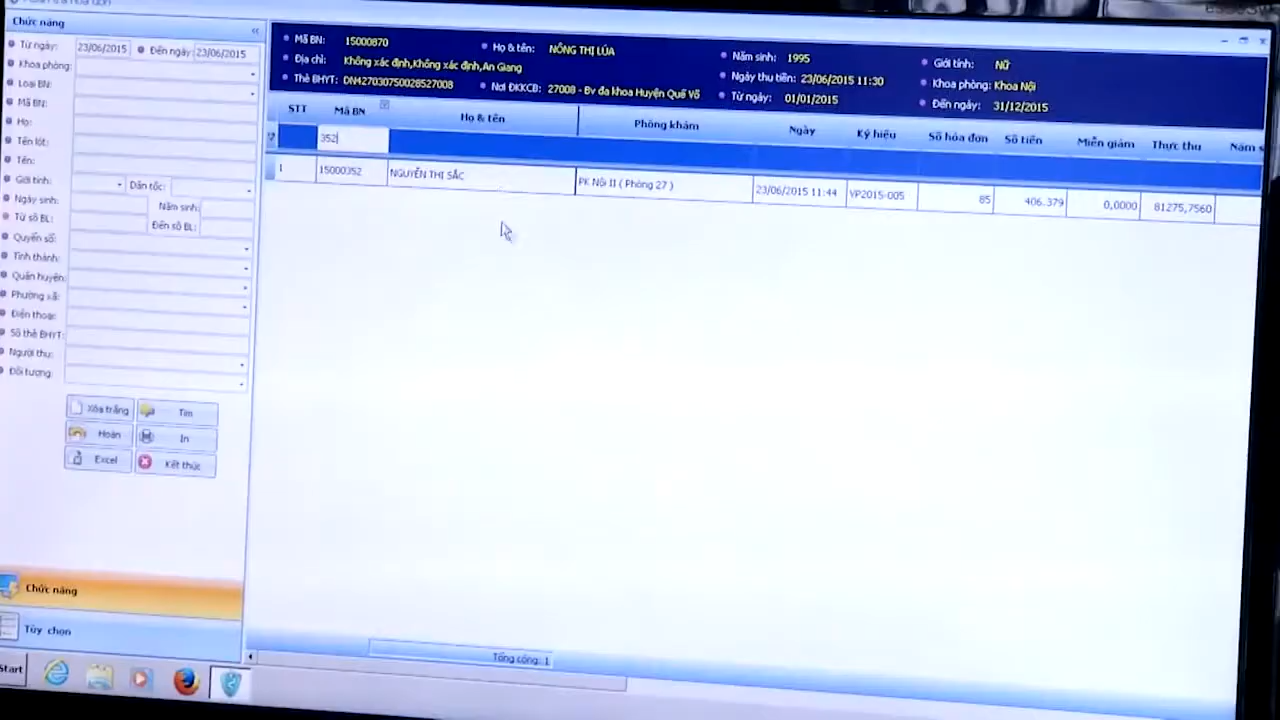 Chức năng
Từ ngày: 23/06/2015 Đến ngày: 23/06/2015
Khoa phòng:
Loại BN:
Mã BN:
Họ:
Tên lót:
Tên:
Giới tính: Dân tộc:
Ngày sinh: Năm sinh:
Từ số BL: Đến số BL:
Quyển số:
Tỉnh thành:
Quận huyện:
Phường xã:
Điện thoại:
Số thẻ BHYT:
Người thu:
Đối tượng:
Xóa trắng Tìm
Hoàn In
Excel Kết thúc
Chức năng
Tùy chọn
Start
Mã BN: 15000870 Họ & tên: NÔNG THỊ LÚA Năm sinh: 1995 Giới tính: Nữ
Địa chỉ: Không xác định,Không xác định,An Giang Ngày thu tiền: 23/06/2015 11:30 Khoa phòng: Khoa Nội
Thẻ BHYT: DN427030750028527008 Nơi ĐKKCB: 27008 - Đv đa khoa Huyện Quế Võ Từ ngày: 01/01/2015 Đến ngày: 31/12/2015
STT Mã BN Họ & tên Phòng khám Ngày Ký hiệu Số hóa đơn Số tiền Miễn giảm Thực thu Năm s
352
1 15000352 NGUYỄN THỊ SẮC PK Nội II ( Phòng 27 ) 23/06/2015 11:44 VP2015-005 85 406.379 0,0000 81275,7560
Tổng cộng: 1